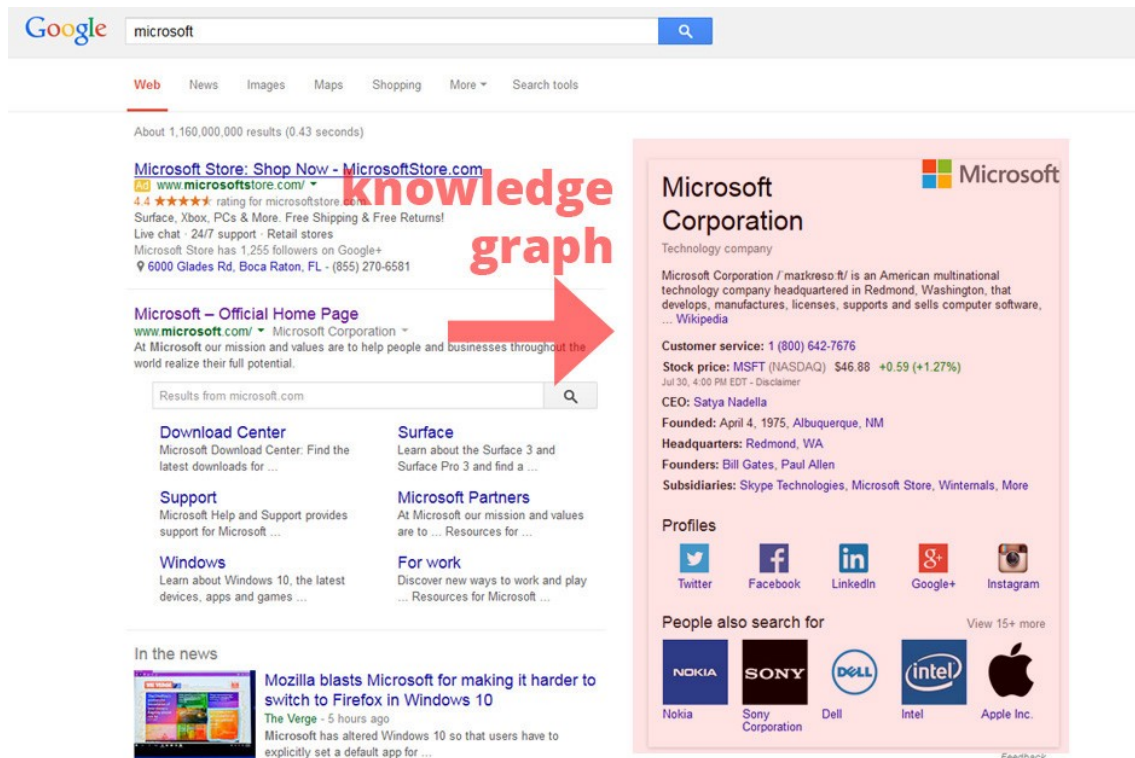 Google
microsoft
Web News Images Maps Shopping More Search tools
About 1,160,000,000 results (0.43 seconds)
Microsoft Store: Shop Now - MicrosoftStore.com
Ad www.microsoftstore.com/
4.4 ★★★★★ rating for microsoftstore.com
Surface, Xbox, PCs & More. Free Shipping & Free Returns!
Live chat · 24/7 support · Retail stores
Microsoft Store has 1,255 followers on Google+
6000 Glades Rd, Boca Raton, FL - (855) 270-6581
knowledge
graph
Microsoft – Official Home Page
www.microsoft.com/ Microsoft Corporation
At Microsoft our mission and values are to help people and businesses throughout the
world realize their full potential.
Results from microsoft.com
Download Center
Microsoft Download Center: Find the
latest downloads for ...
Surface
Learn about the Surface 3 and
Surface Pro 3 and find a ...
Support
Microsoft Help and Support provides
support for Microsoft ...
Microsoft Partners
At Microsoft our mission and values
are to ... Resources for ...
Windows
Learn about Windows 10, the latest
devices, apps and games ...
For work
Discover new ways to work and play
... Resources for Microsoft ...
In the news
Mozilla blasts Microsoft for making it harder to
switch to Firefox in Windows 10
The Verge - 5 hours ago
Microsoft has altered Windows 10 so that users have to
explicitly set a default app for ...
Microsoft
Microsoft
Corporation
Technology company
Microsoft Corporation /ˈmaɪkrəsɒft/ is an American multinational
technology company headquartered in Redmond, Washington, that
develops, manufactures, licenses, supports and sells computer software,
... Wikipedia
Customer service: 1 (800) 642-7676
Stock price: MSFT (NASDAQ) $46.88 +0.59 (+1.27%)
Jul 30, 4:00 PM EDT - Disclaimer
CEO: Satya Nadella
Founded: April 4, 1975, Albuquerque, NM
Headquarters: Redmond, WA
Founders: Bill Gates, Paul Allen
Subsidiaries: Skype Technologies, Microsoft Store, Winternals, More
Profiles
Twitter Facebook LinkedIn Google+ Instagram
People also search for View 15+ more
NOKIA SONY DELL intel
Nokia Sony Dell Intel Apple Inc.
Corporation
Feedback